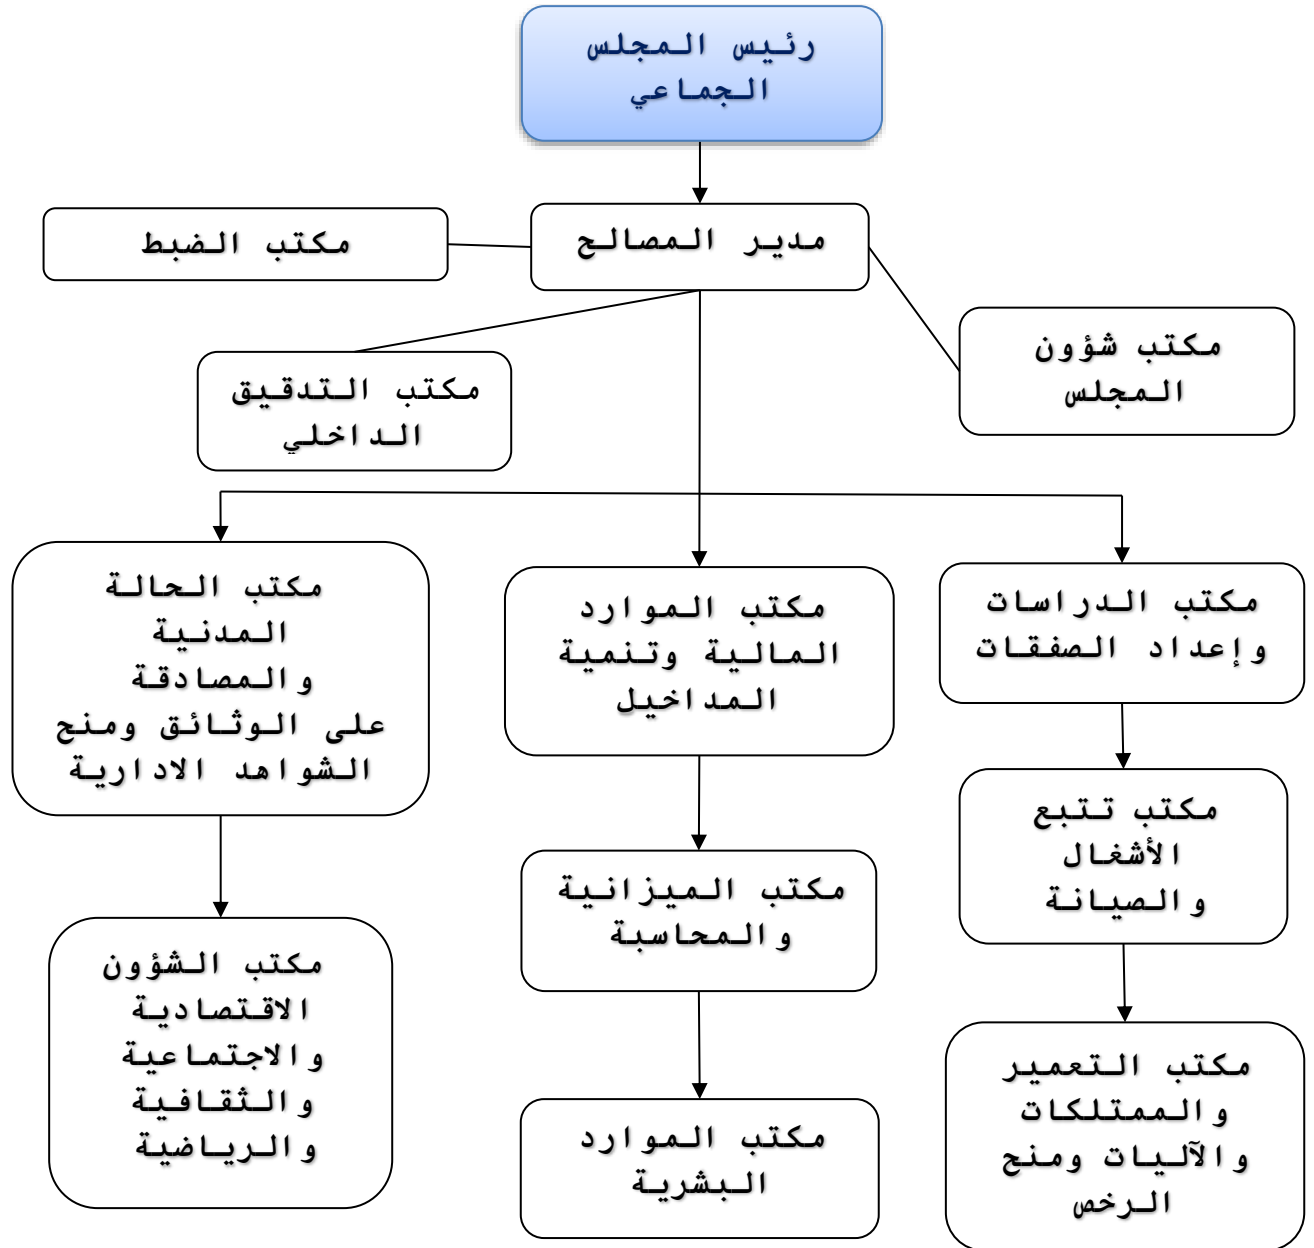 رئيس المجلس
الجماعي
مدير المصالح
مكتب الضبط
مكتب شؤون
المجلس
مكتب التدقيق
الداخلي
مكتب الدراسات
وإعداد الصفقات
مكتب الموارد
المالية وتنمية
المداخيل
مكتب الحالة
المدنية
والمصادقة
على الوثائق ومنح
الشواهد الادارية
مكتب تتبع
الأشغال
والصيانة
مكتب الميزانية
والمحاسبة
مكتب الشؤون
الاقتصادية
والاجتماعية
والثقافية
والرياضية
مكتب التعمير
والممتلكات
والآليات ومنح
الرخص
مكتب الموارد
البشرية